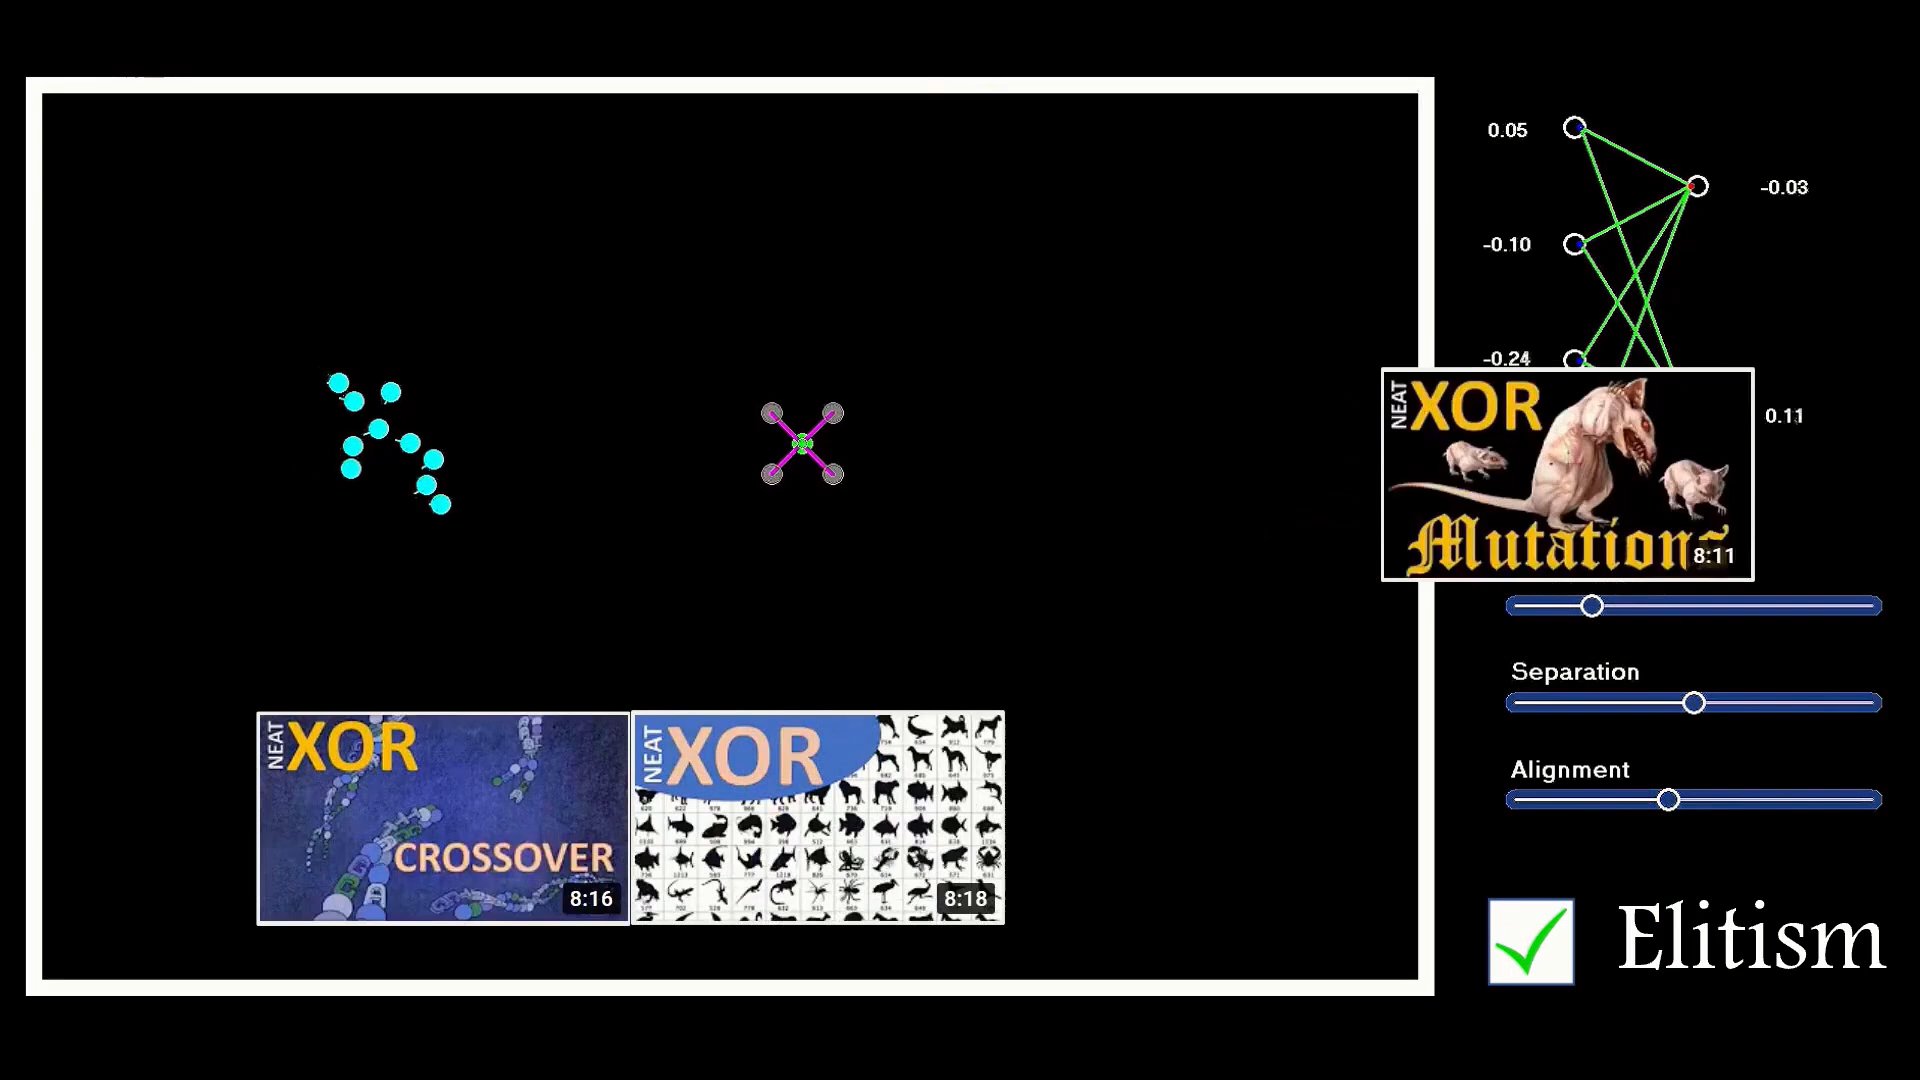 0.05
-0.03
-0.10
-0.24
NEAT XOR
0.11
Mutations
8:11
Separation
Alignment
NEAT XOR
CROSSOVER
8:16
NEAT XOR
8:18
Elitism